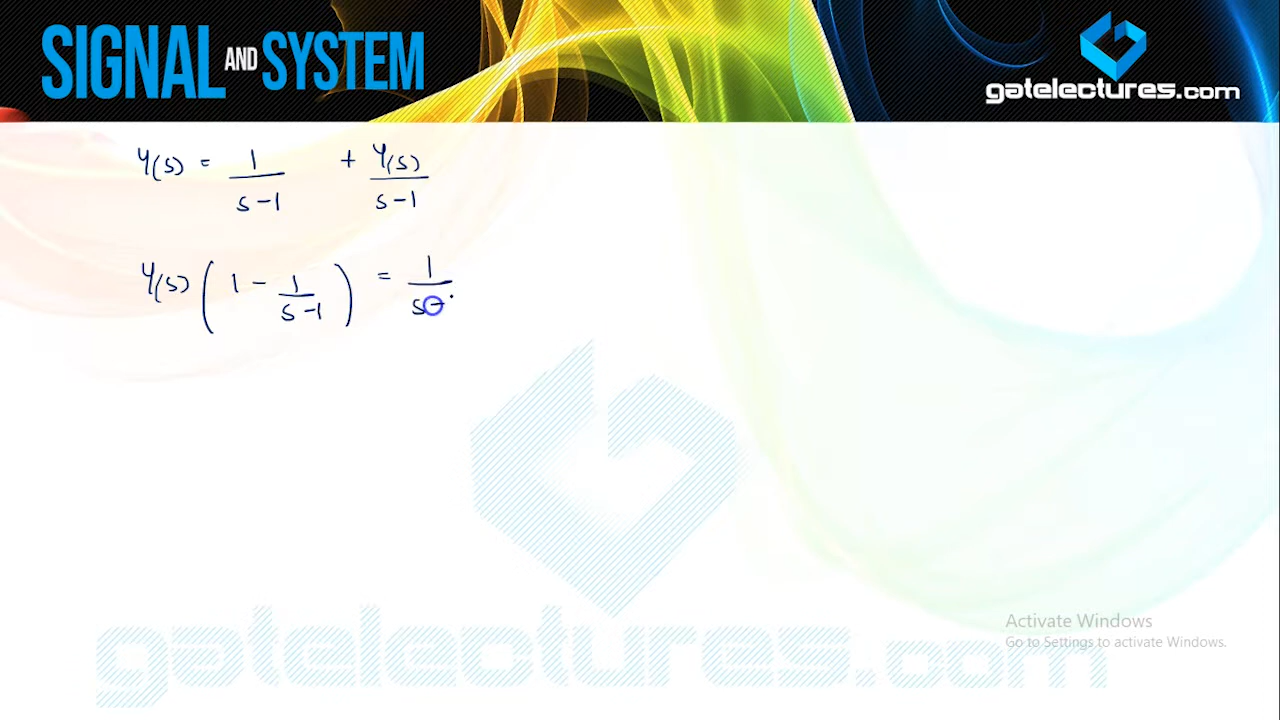 SIGNAL AND SYSTEM
gatelectures.com
Y(s) = 1/(s-1) + Y(s)/(s-1)
Y(s) ( 1 - 1/(s-1) ) = 1/(s-
gatelectures.com
Activate Windows
Go to Settings to activate Windows.